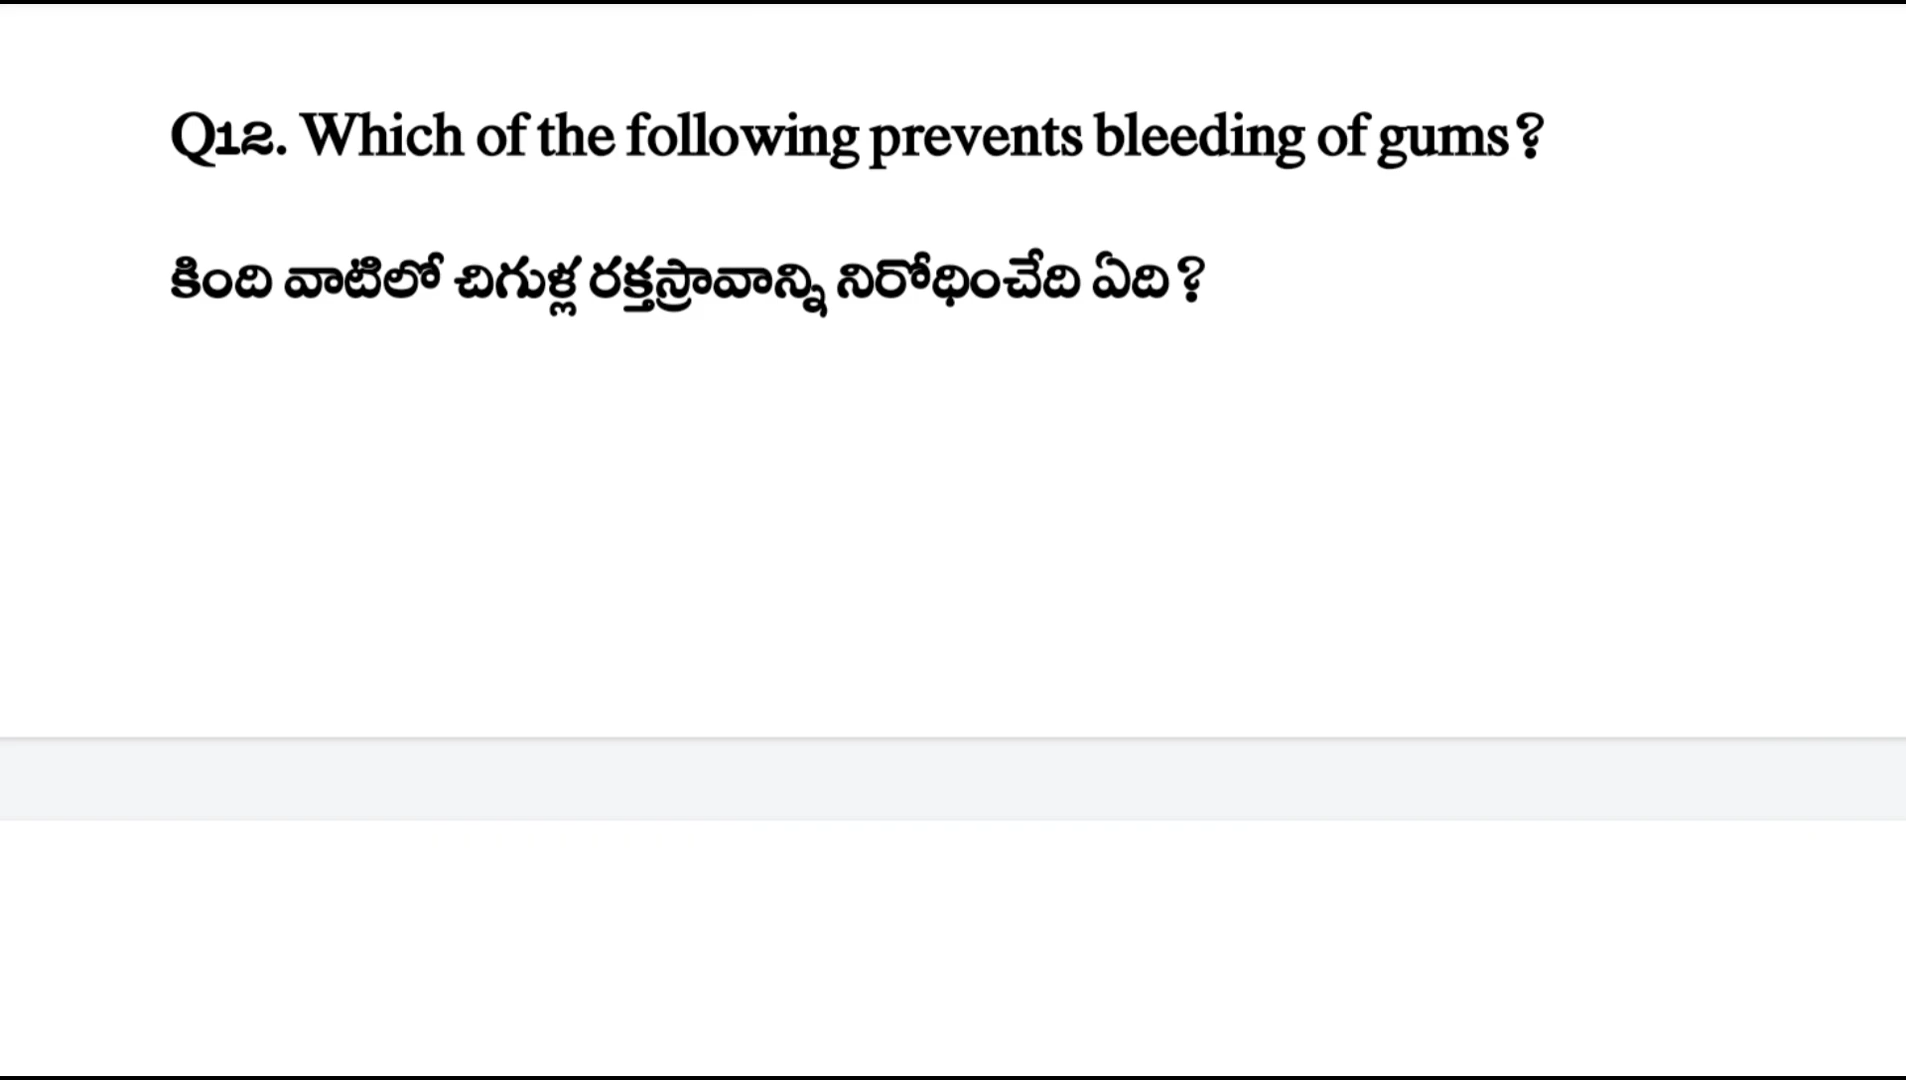 Q12. Which of the following prevents bleeding of gums?
కింది వాటిలో చిగుళ్ల రక్తస్రావాన్ని నిరోధించేది ఏది?